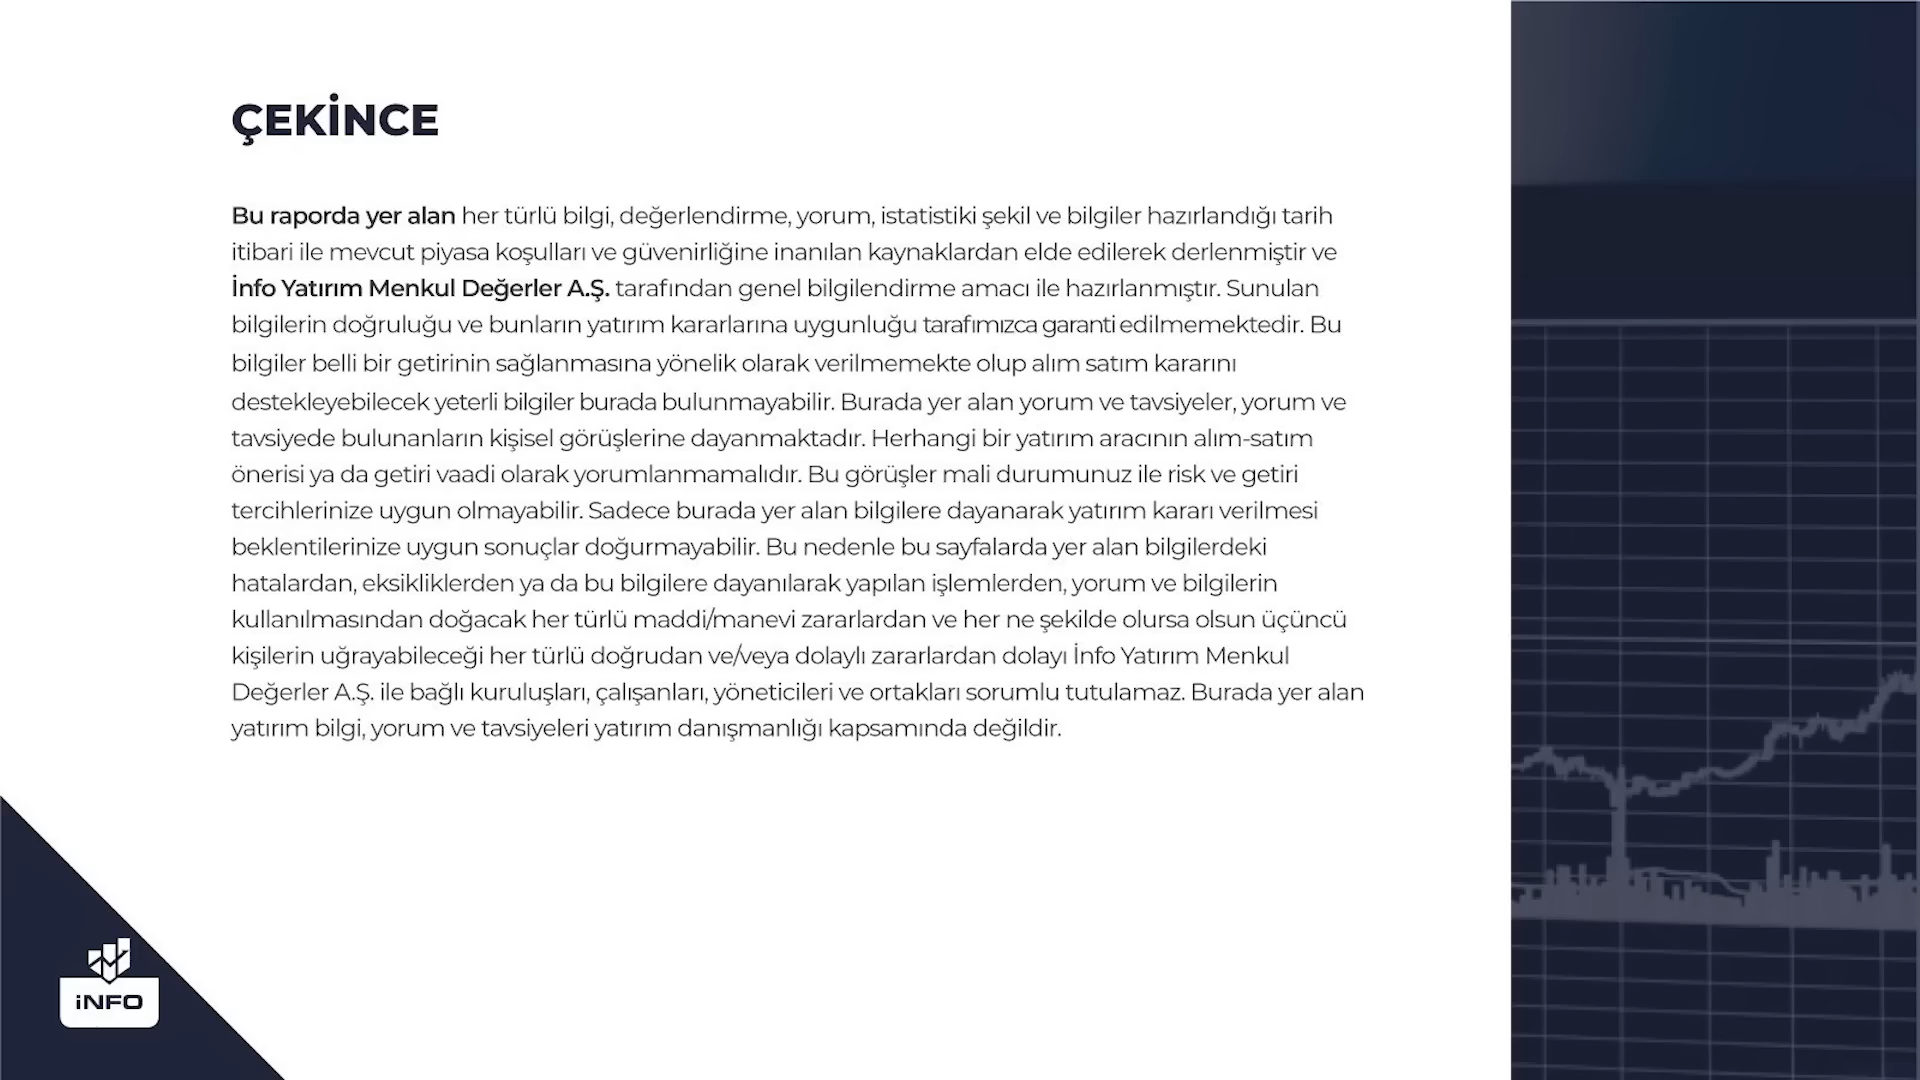 ÇEKİNCE
Bu raporda yer alan her türlü bilgi, değerlendirme, yorum, istatistiki şekil ve bilgiler hazırlandığı tarih
itibari ile mevcut piyasa koşulları ve güvenirliğine inanılan kaynaklardan elde edilerek derlenmiştir ve
İnfo Yatırım Menkul Değerler A.Ş. tarafından genel bilgilendirme amacı ile hazırlanmıştır. Sunulan
bilgilerin doğruluğu ve bunların yatırım kararlarına uygunluğu tarafımızca garanti edilmemektedir. Bu
bilgiler belli bir getirinin sağlanmasına yönelik olarak verilmemekte olup alım satım kararını
destekleyebilecek yeterli bilgiler burada bulunmayabilir. Burada yer alan yorum ve tavsiyeler, yorum ve
tavsiyede bulunanların kişisel görüşlerine dayanmaktadır. Herhangi bir yatırım aracının alım-satım
önerisi ya da getiri vaadi olarak yorumlanmamalıdır. Bu görüşler mali durumunuz ile risk ve getiri
tercihlerinize uygun olmayabilir. Sadece burada yer alan bilgilere dayanarak yatırım kararı verilmesi
beklentilerinize uygun sonuçlar doğurmayabilir. Bu nedenle bu sayfalarda yer alan bilgilerdeki
hatalardan, eksikliklerden ya da bu bilgilere dayanılarak yapılan işlemlerden, yorum ve bilgilerin
kullanılmasından doğacak her türlü maddi/manevi zararlardan ve her ne şekilde olursa olsun üçüncü
kişilerin uğrayabileceği her türlü doğrudan ve/veya dolaylı zararlardan dolayı İnfo Yatırım Menkul
Değerler A.Ş. ile bağlı kuruluşları, çalışanları, yöneticileri ve ortakları sorumlu tutulamaz. Burada yer alan
yatırım bilgi, yorum ve tavsiyeleri yatırım danışmanlığı kapsamında değildir.
iNFO